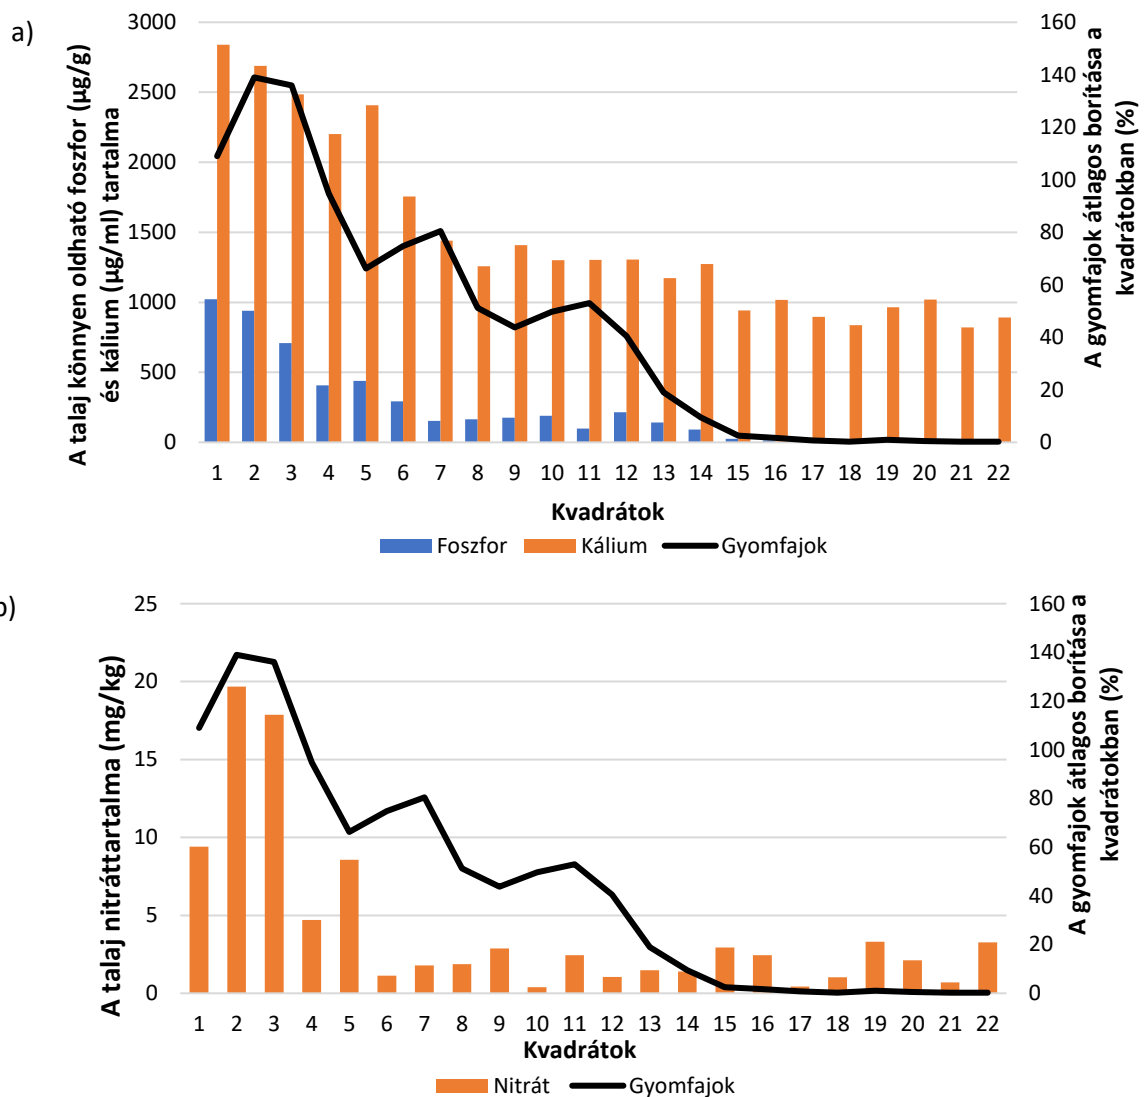 a)
A talaj könnyen oldható foszfor (µg/g)
és kálium (µg/ml) tartalma
3000
2500
2000
1500
1000
500
0
160
140
120
100
80
60
40
20
0
A gyomfajok átlagos borítása a
kvadrátokban (%)
1 2 3 4 5 6 7 8 9 10 11 12 13 14 15 16 17 18 19 20 21 22
Kvadrátok
Foszfor Kálium Gyomfajok
b)
A talaj nitráttartalma (mg/kg)
25
20
15
10
5
0
160
140
120
100
80
60
40
20
0
A gyomfajok átlagos borítása a
kvadrátokban (%)
1 2 3 4 5 6 7 8 9 10 11 12 13 14 15 16 17 18 19 20 21 22
Kvadrátok
Nitrát Gyomfajok